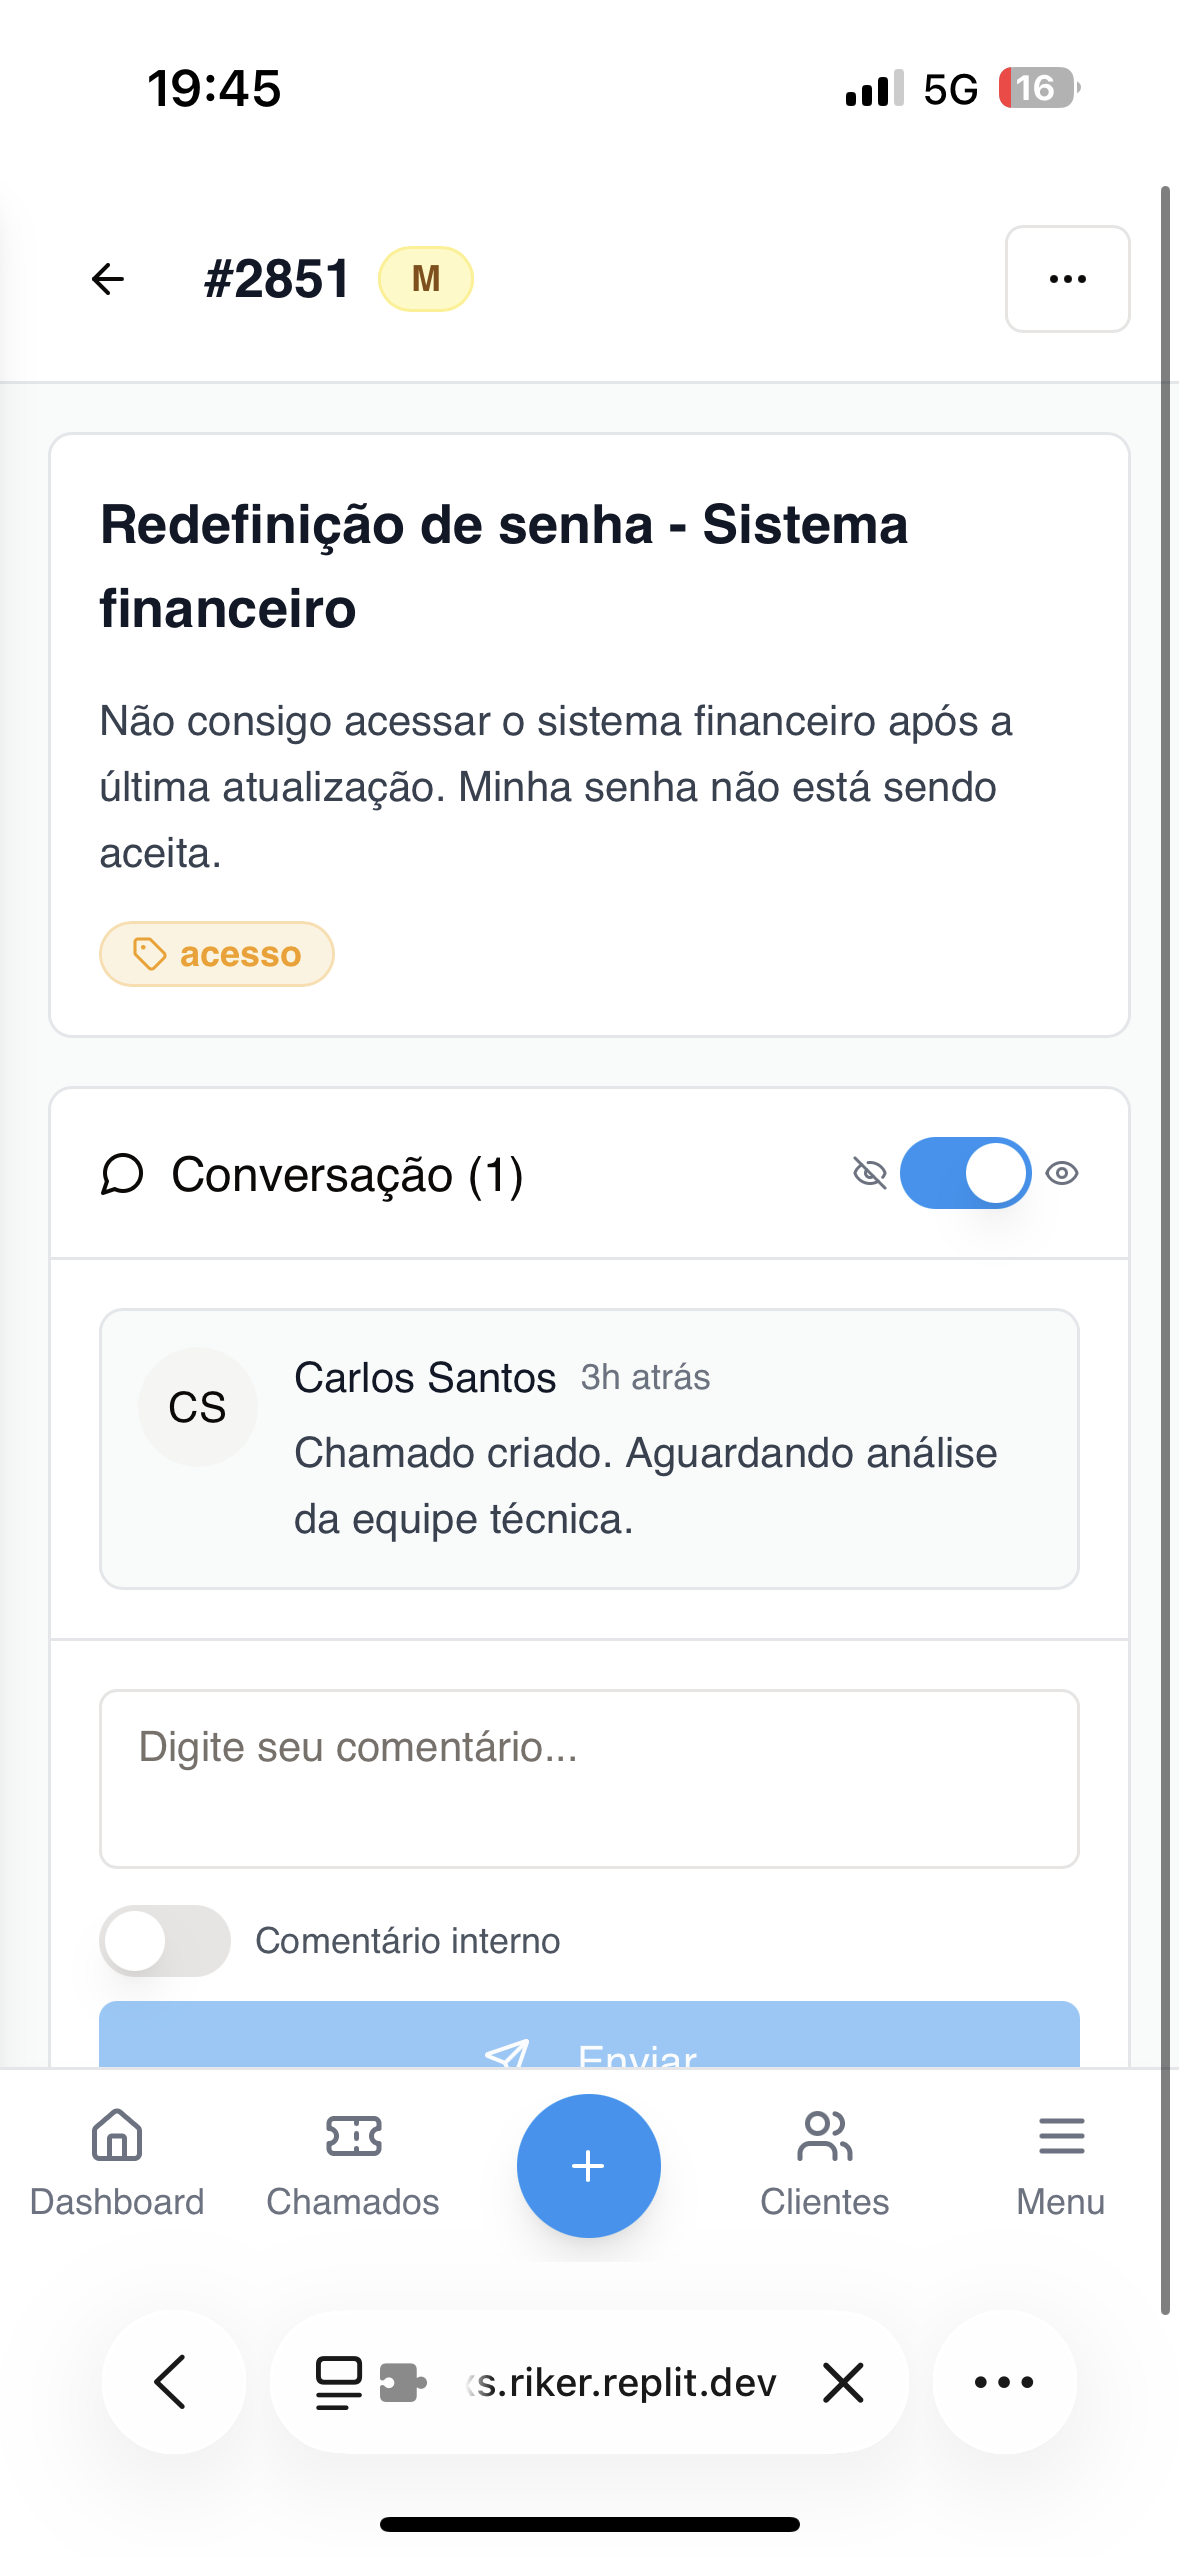 19:45
5G
16
#2851
M
Redefinição de senha - Sistema
financeiro
Não consigo acessar o sistema financeiro após a
última atualização. Minha senha não está sendo
aceita.
acesso
Conversação (1)
CS
Carlos Santos 3h atrás
Chamado criado. Aguardando análise
da equipe técnica.
Digite seu comentário...
Comentário interno
Enviar
Dashboard
Chamados
Clientes
Menu
s.riker.replit.dev